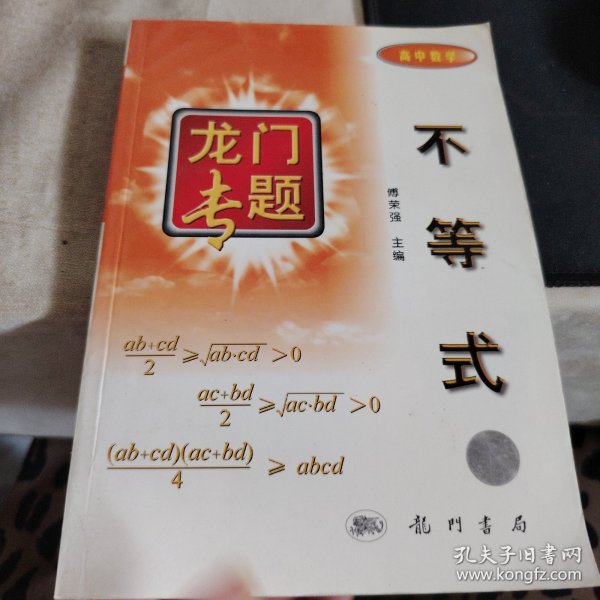 高中数学
龙门
专题
不等式
傅荣强 主编
ab+cd/2 ≥ √ab·cd > 0
ac+bd/2 ≥ √ac·bd > 0
(ab+cd)(ac+bd)/4 ≥ abcd
龍門書局
孔夫子旧书网
www.kongfz.com